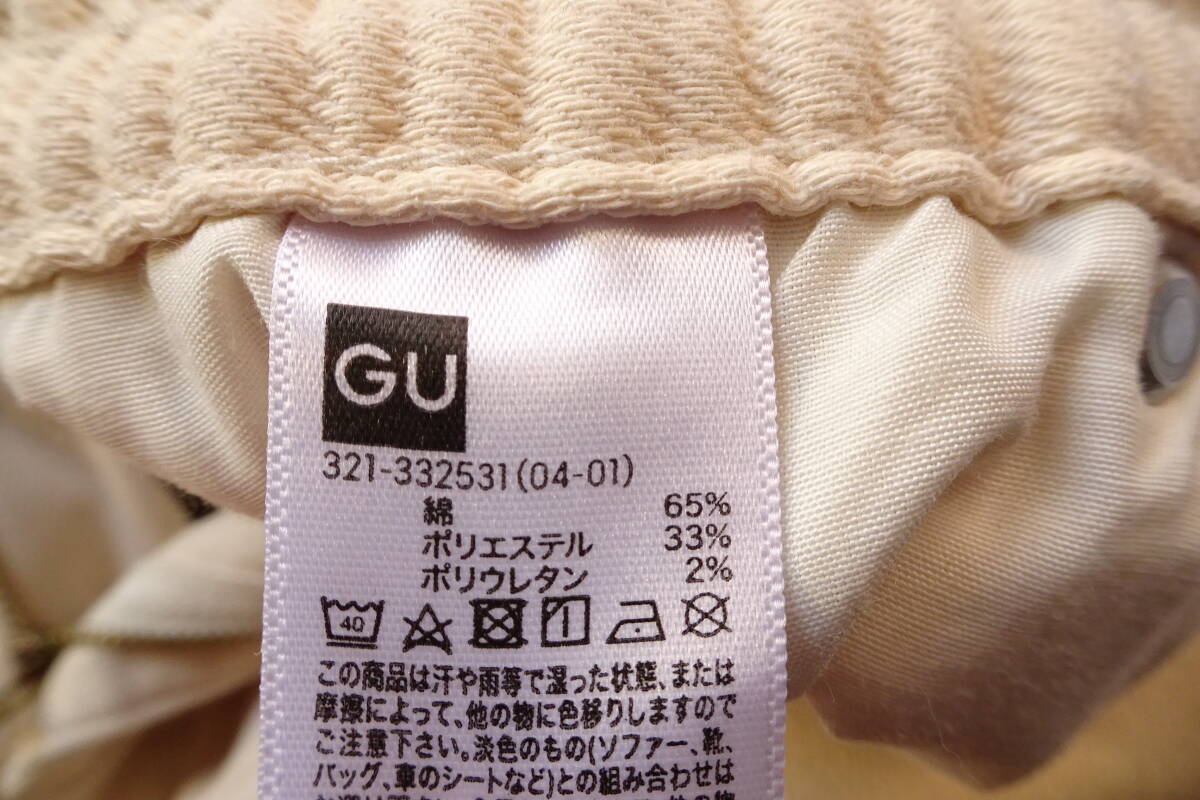 GU
321-332531(04-01)
綿 65%
ポリエステル 33%
ポリウレタン 2%
40
この商品は汗や雨等で湿った状態、または
摩擦によって、他の物に色移りしますので
ご注意下さい。淡色のもの(ソファー、靴、
バッグ、車のシートなど)との組み合わせは